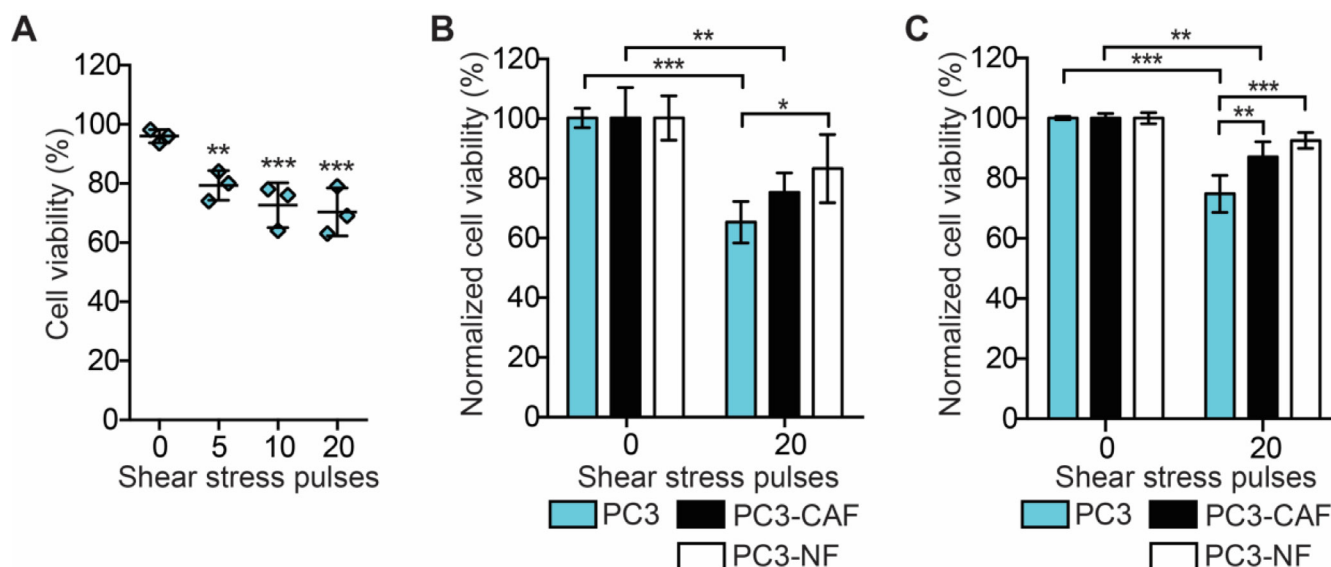 A
Cell viability (%)
120
100
80
60
40
20
0
**
***
***
0 5 10 20
Shear stress pulses
B
Normalized cell viability (%)
120
100
80
60
40
20
0
**
***
*
0 20
Shear stress pulses
PC3 PC3-CAF
PC3-NF
C
Normalized cell viability (%)
120
100
80
60
40
20
0
**
***
***
**
0 20
Shear stress pulses
PC3 PC3-CAF
PC3-NF